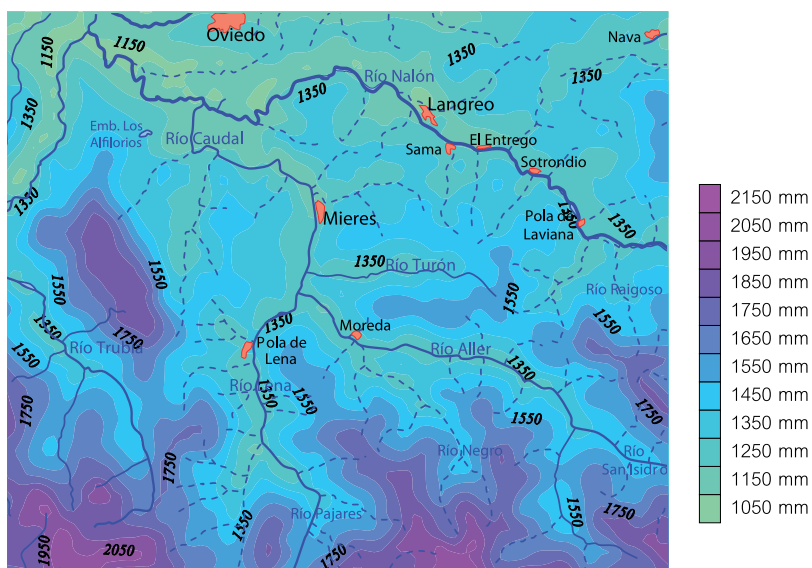 Oviedo
Nava
1150
1150
1350
1350
1350
1350
1350
Río Nalón
Langreo
Emb. Los
Alfilorios
Río Caudal
Sama
El Entrego
Sotrondio
1350
Mieres
1350
Pola de
Laviana
1350
1550
1550
1350
Río Turón
1550
Río Raigoso
1350
1750
1350
Moreda
Río Trubia
Pola de
Lena
Río Aller
1550
1550
1350
Río Lena
1350
1550
1750
1550
1750
1750
Río Negro
Río
San Isidro
1550
Río Pajares
1550
1750
1950
2050
1750
2150 mm
2050 mm
1950 mm
1850 mm
1750 mm
1650 mm
1550 mm
1450 mm
1350 mm
1250 mm
1150 mm
1050 mm